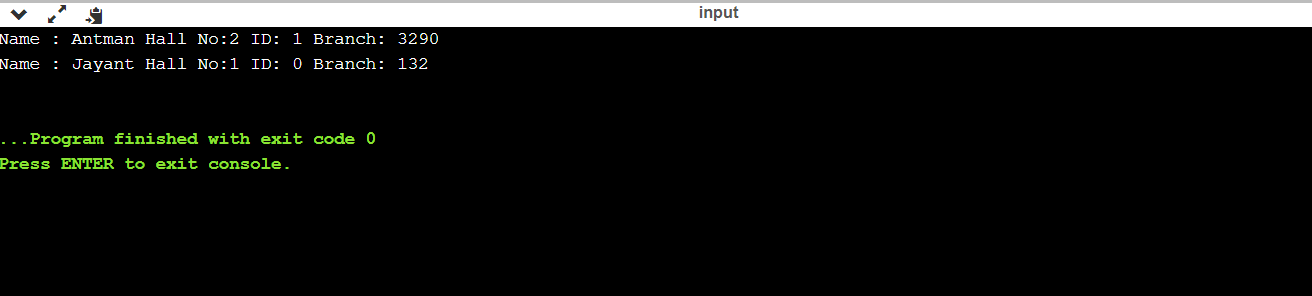 input
Name : Antman Hall No:2 ID: 1 Branch: 3290
Name : Jayant Hall No:1 ID: 0 Branch: 132
...Program finished with exit code 0
Press ENTER to exit console.